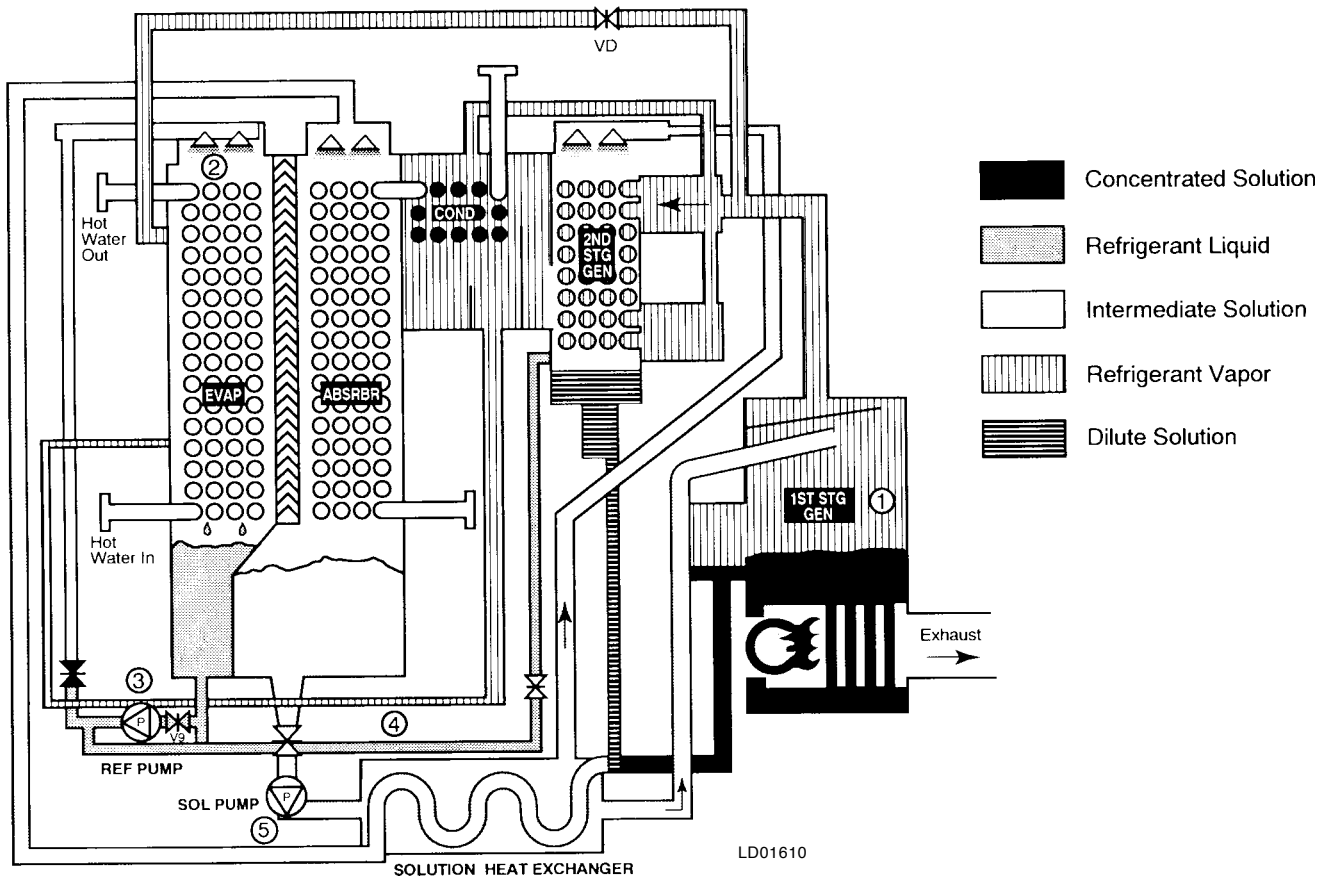 VD
②
Hot
Water
Out
COND
2ND
STG
GEN
Concentrated Solution
Refrigerant Liquid
Intermediate Solution
Refrigerant Vapor
Dilute Solution
EVAP
ABSRBR
1ST STG
GEN
①
Hot
Water In
Exhaust
③
P
V9
④
REF PUMP
SOL PUMP
P
⑤
SOLUTION HEAT EXCHANGER
LD01610